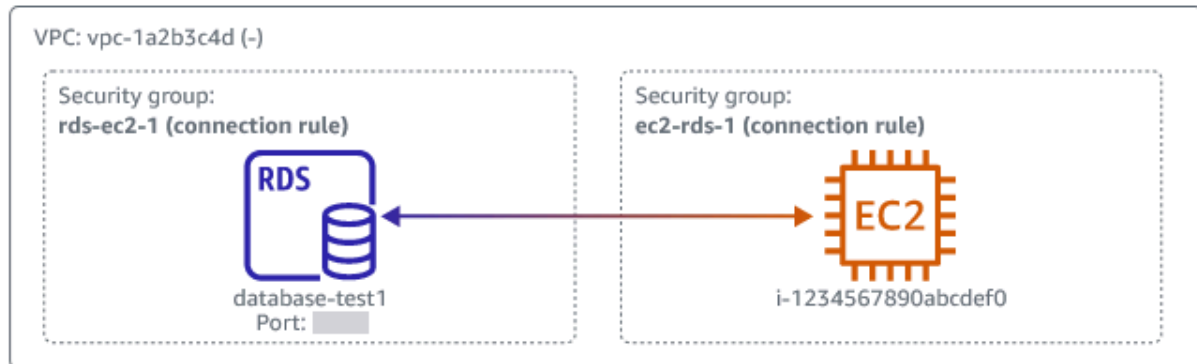 VPC: vpc-1a2b3c4d (-)
Security group:
rds-ec2-1 (connection rule)
RDS
database-test1
Port:
Security group:
ec2-rds-1 (connection rule)
EC2
i-1234567890abcdef0